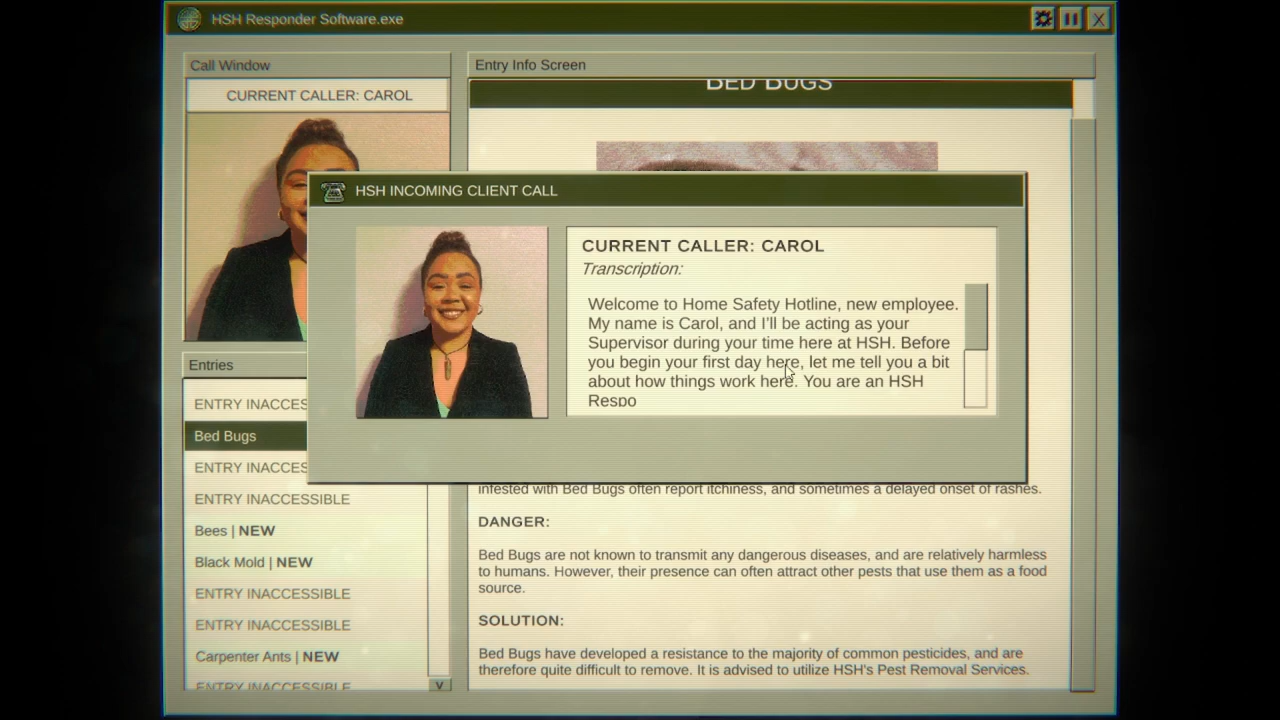 HSH Responder Software.exe
X
Call Window
CURRENT CALLER: CAROL
Entry Info Screen
BED BUGS
HSH INCOMING CLIENT CALL
CURRENT CALLER: CAROL
Transcription:
Welcome to Home Safety Hotline, new employee.
My name is Carol, and I'll be acting as your
Supervisor during your time here at HSH. Before
you begin your first day here, let me tell you a bit
about how things work here. You are an HSH
Respo
Entries
ENTRY INACCES
Bed Bugs
ENTRY INACCES
ENTRY INACCESSIBLE
Bees | NEW
Black Mold | NEW
ENTRY INACCESSIBLE
ENTRY INACCESSIBLE
Carpenter Ants | NEW
ENTRY INACCESSIBLE
V
infested with Bed Bugs often report itchiness, and sometimes a delayed onset of rashes.
DANGER:
Bed Bugs are not known to transmit any dangerous diseases, and are relatively harmless
to humans. However, their presence can often attract other pests that use them as a food
source.
SOLUTION:
Bed Bugs have developed a resistance to the majority of common pesticides, and are
therefore quite difficult to remove. It is advised to utilize HSH's Pest Removal Services.